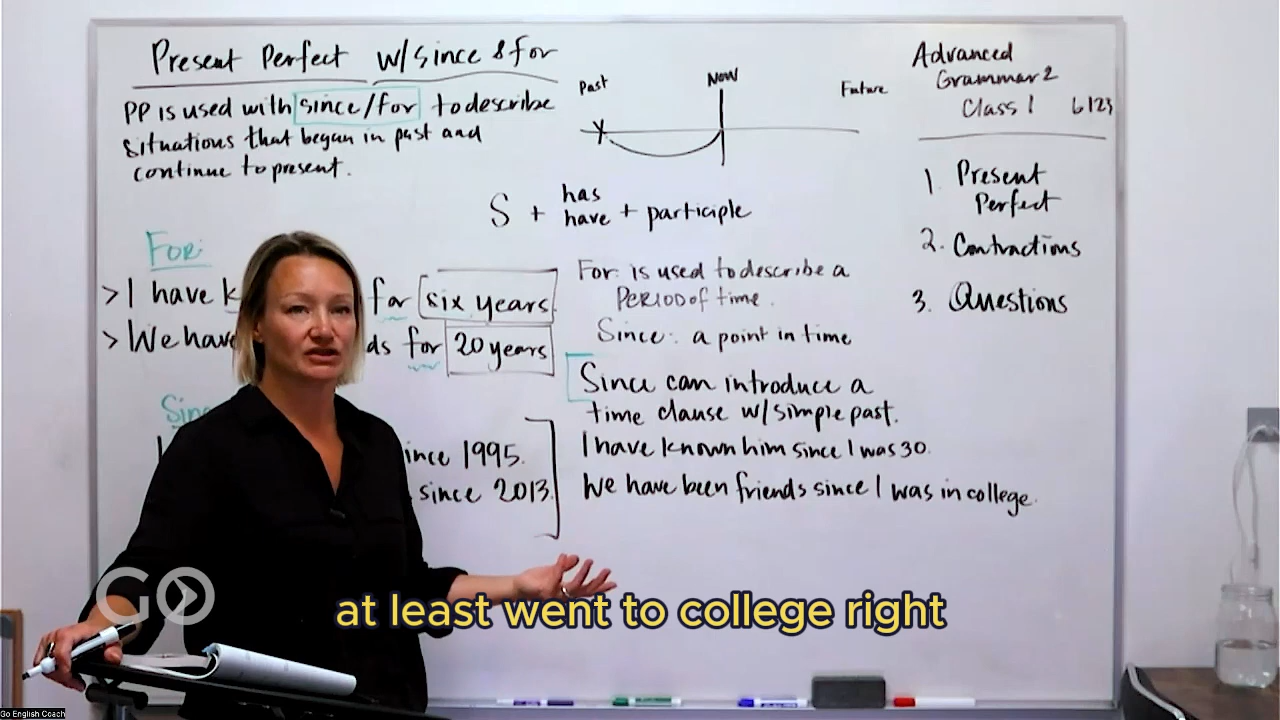 Present Perfect w/since & for
PP is used with since/for to describe
situations that began in past and
continue to present.
Past
Now
Future
S + has
have + participle
For:
> I have for six years.
> We have for 20 years
since 1995.
since 2013.
For: is used to describe a
PERIOD of time.
Since: a point in time
Since can introduce a
time clause w/simple past.
I have known him since I was 30.
We have been friends since I was in college.
Advanced
Grammar 2
Class 1 6123
1. Present
Perfect
2. Contractions
3. Questions
GO
at least went to college right
Go English Coach